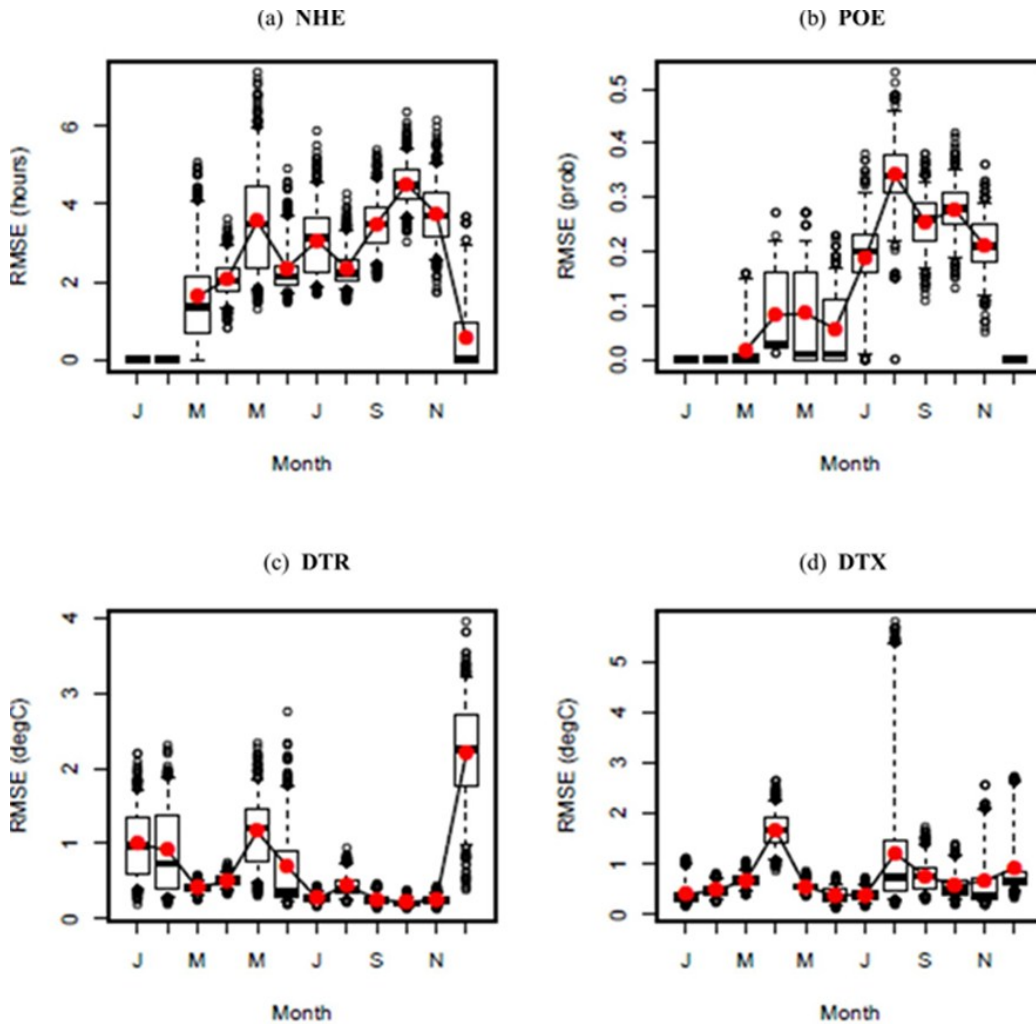 (a) NHE
RMSE (hours)
6
4
2
0
J M M J S N
Month
(b) POE
RMSE (prob)
0.5
0.4
0.3
0.2
0.1
0.0
J M M J S N
Month
(c) DTR
RMSE (degC)
4
3
2
1
0
J M M J S N
Month
(d) DTX
RMSE (degC)
5
4
3
2
1
0
J M M J S N
Month